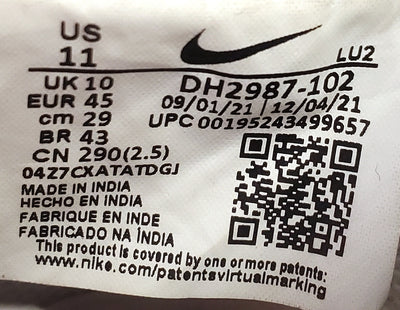 US
11
LU2
UK 10
EUR 45
cm 29
BR 43
CN 290(2.5)
DH2987-102
09/01/21 | 12/04/21
UPC 00195243499657
04Z7CXATATDGJ
MADE IN INDIA
HECHO EN INDIA
FABRIQUE EN INDE
FABRICADO NA ÍNDIA
This product is covered by one or more patents:
www.nike.com/patentsvirtualmarking